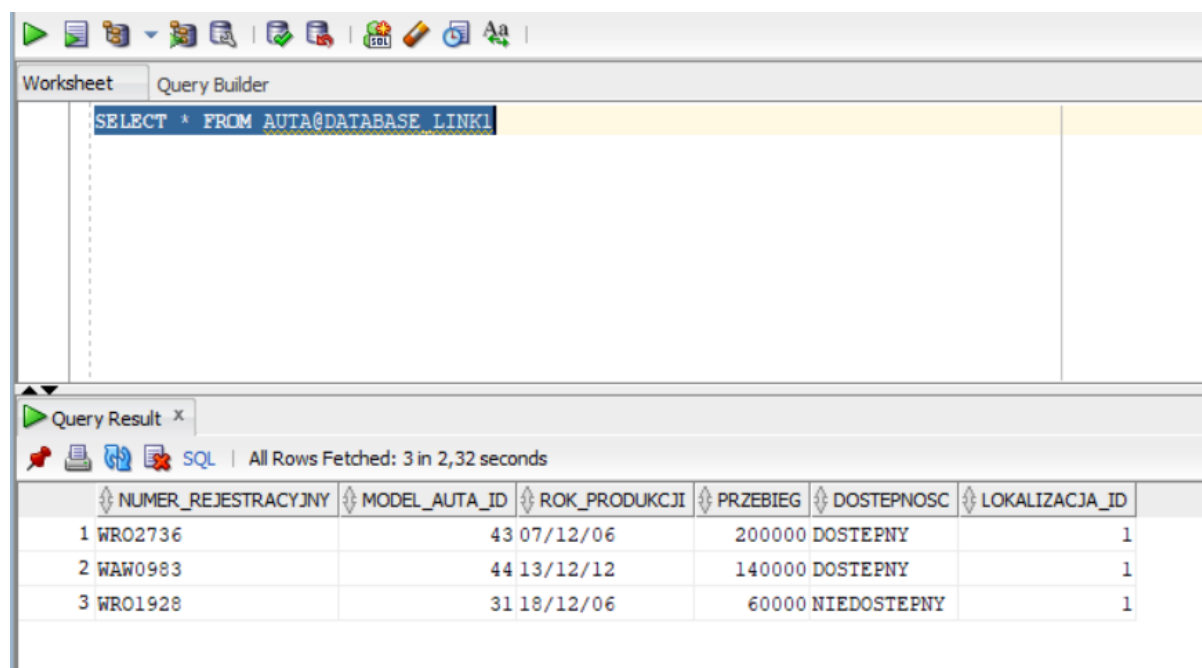 Worksheet Query Builder
SELECT * FROM AUTA@DATABASE_LINK1
Query Result x
SQL | All Rows Fetched: 3 in 2,32 seconds
NUMER_REJESTRACYJNY MODEL_AUTA_ID ROK_PRODUKCJI PRZEBIEG DOSTEPNOSC LOKALIZACJA_ID
1 WRO2736 43 07/12/06 200000 DOSTEPNY 1
2 WAW0983 44 13/12/12 140000 DOSTEPNY 1
3 WRO1928 31 18/12/06 60000 NIEDOSTEPNY 1